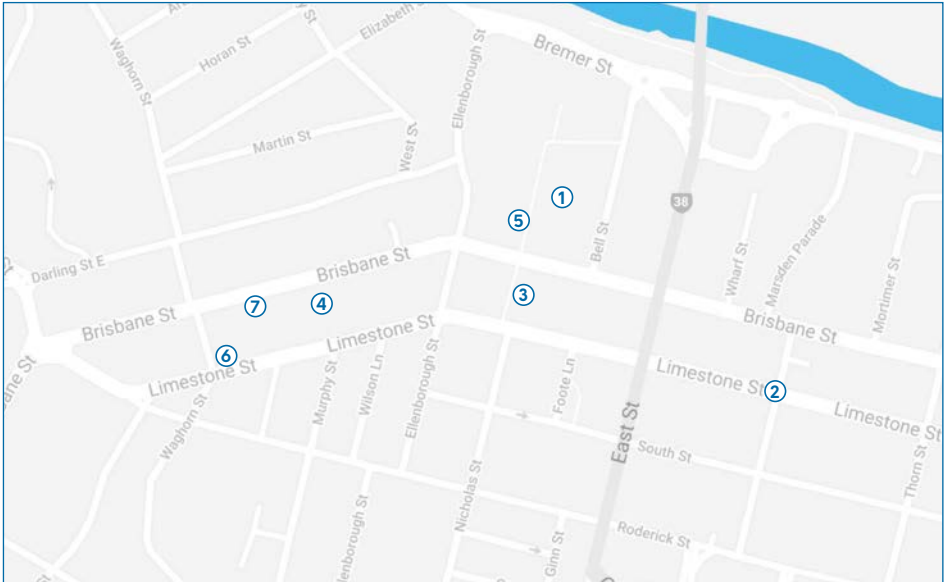 Horan St
Elizabeth St
Waghorn St
Ellenborough St
Bremer St
Martin St
West S
38
1
5
Bell St
Darling St E
Brisbane St
Wharf St
Marsden Parade
Mortimer St
7
4
3
Brisbane St
Brisbane St
6
Limestone St
Limestone St
Limestone St
2
Limestone St
Murphy St
Wilson Ln
Ellenborough St
Foote Ln
East St
Waghorn St
South St
Thorn St
Nicholas St
Roderick St
llenborough St
Ginn St